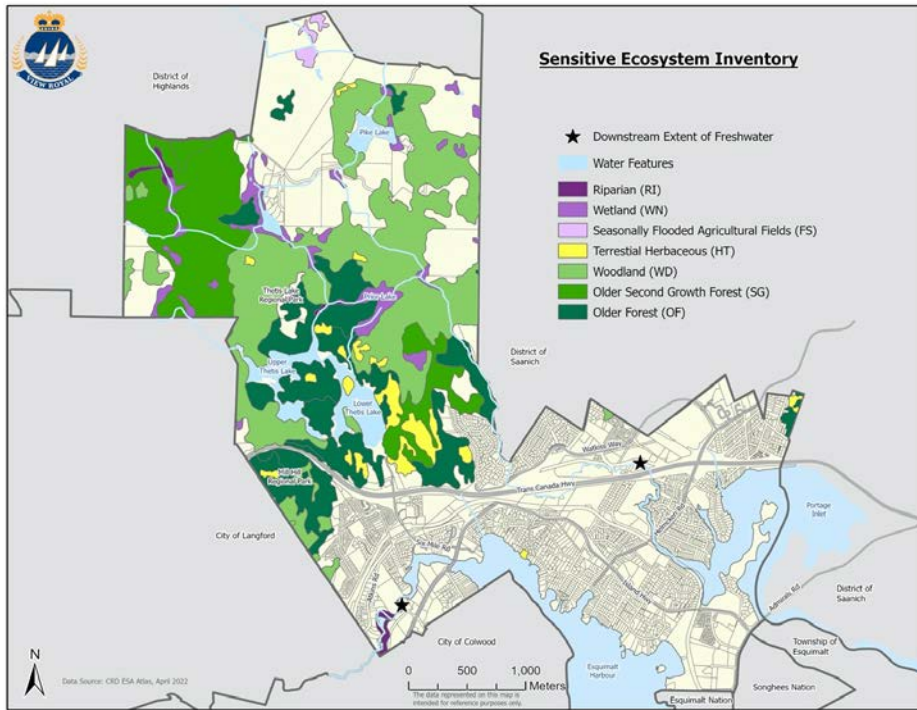 VIEW ROYAL
Sensitive Ecosystem Inventory
District of
Highlands
Downstream Extent of Freshwater
Water Features
Riparian (RI)
Wetland (WN)
Seasonally Flooded Agricultural Fields (FS)
Terrestial Herbaceous (HT)
Woodland (WD)
Older Second Growth Forest (SG)
Older Forest (OF)
Pike Lake
Thetis Lake
Regional Park
Prior Lake
Upper
Thetis Lake
Lower
Thetis Lake
District of
Saanich
Mill Hill
Regional Park
Watkiss Way
Trans Canada Hwy
Helmcken Rd
Portage
Inlet
City of Langford
Six Mile Rd
Atkins Rd
Island Hwy
Admirals Rd
District of
Saanich
City of Colwood
Township of
Esquimalt
Esquimalt
Harbour
Songhees Nation
Esquimalt Nation
N
Data Source: CRD ESA Atlas, April 2022
0 500 1,000
Meters
The data represented on this map is
intended for reference purposes only.